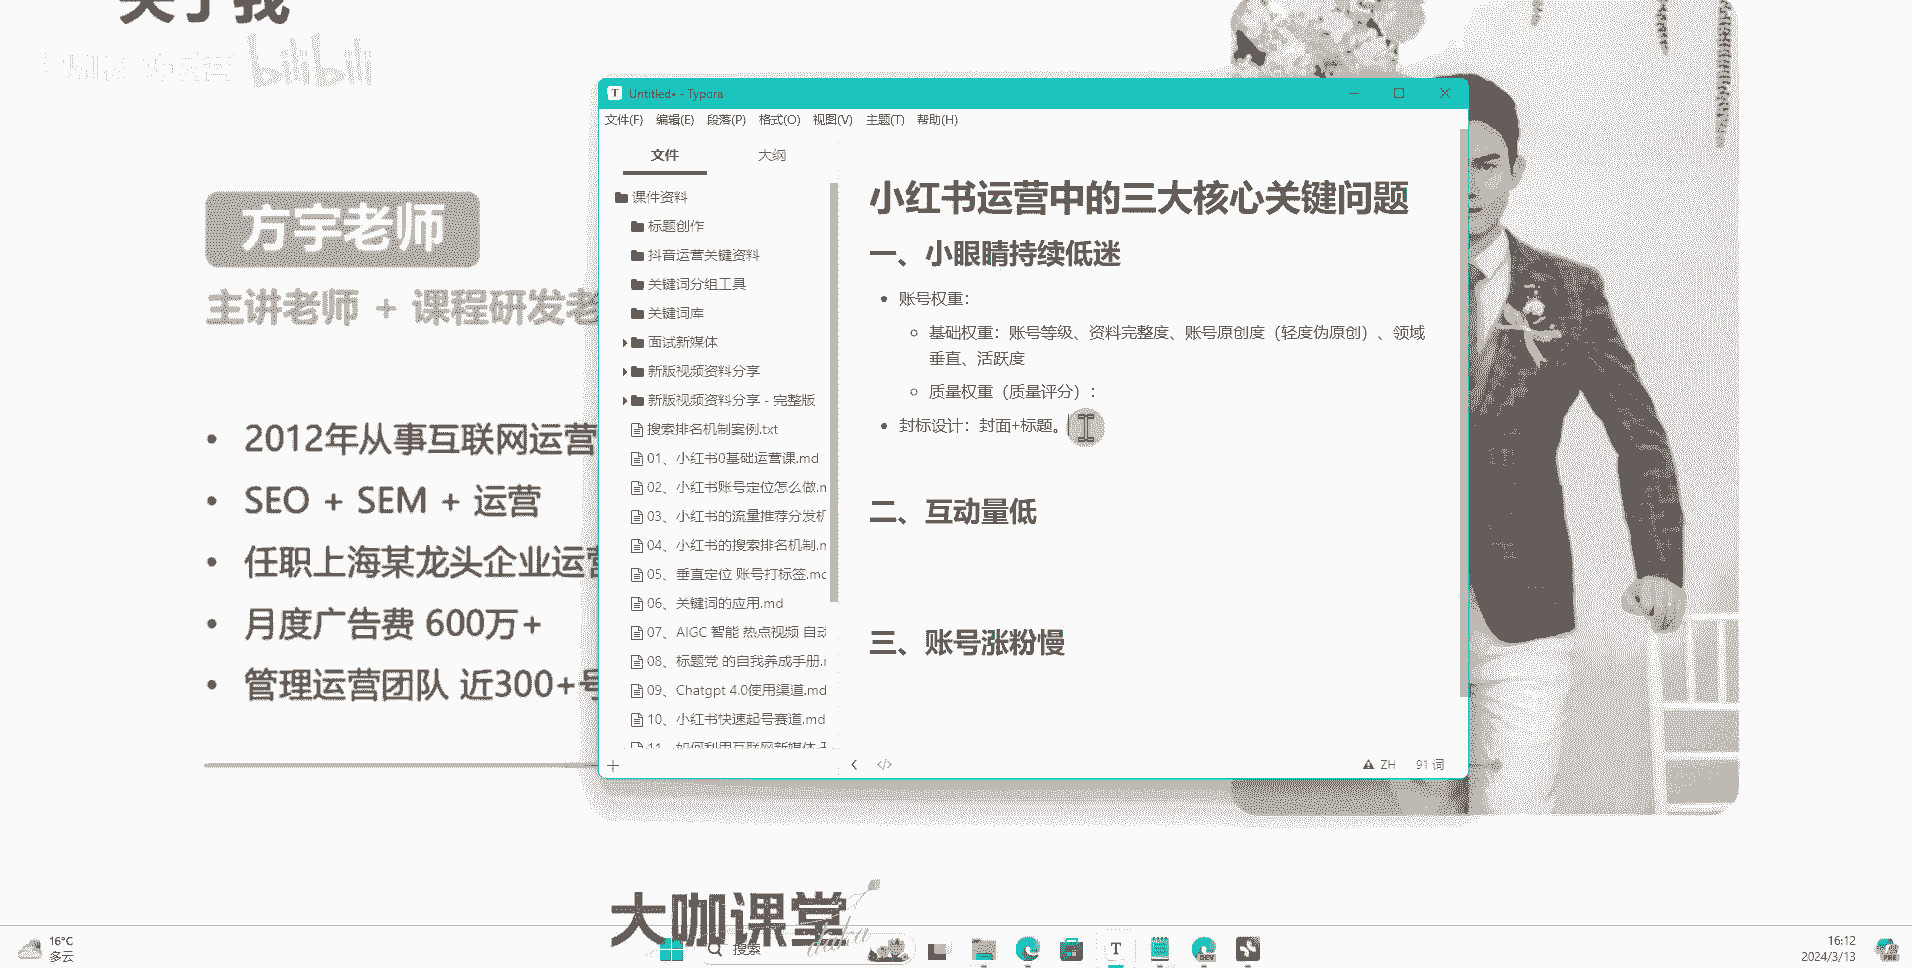 关于我
bilibili
方宇老师
主讲老师 + 课程研发老
2012年从事互联网运营
SEO + SEM + 运营
任职上海某龙头企业运营
月度广告费 600万+
管理运营团队 近300+号
Untitled• - Typora
文件(F) 编辑(E) 段落(P) 格式(O) 视图(V) 主题(T) 帮助(H)
文件 大纲
课件资料
标题创作
抖音运营关键资料
关键词分组工具
关键词库
面试新媒体
新版视频资料分享
新版视频资料分享 - 完整版
搜索排名机制案例.txt
01、小红书0基础运营课.md
02、小红书账号定位怎么做.m
03、小红书的流量推荐分发机
04、小红书的搜索排名机制.m
05、垂直定位 账号打标签.md
06、关键词的应用.md
07、AIGC 智能 热点视频 自动
08、标题党 的自我养成手册.m
09、Chatgpt 4.0使用渠道.md
10、小红书快速起号赛道.md
11、如何利用互联网新媒体
小红书运营中的三大核心关键问题
一、小眼睛持续低迷
账号权重：
基础权重：账号等级、资料完整度、账号原创度（轻度伪原创）、领域
垂直、活跃度
质量权重（质量评分）：
封标设计：封面+标题。
二、互动量低
三、账号涨粉慢
ZH 91 词
大咖课堂
daka
16°C
多云
搜索
DEV
16:12
2024/3/13
PRE